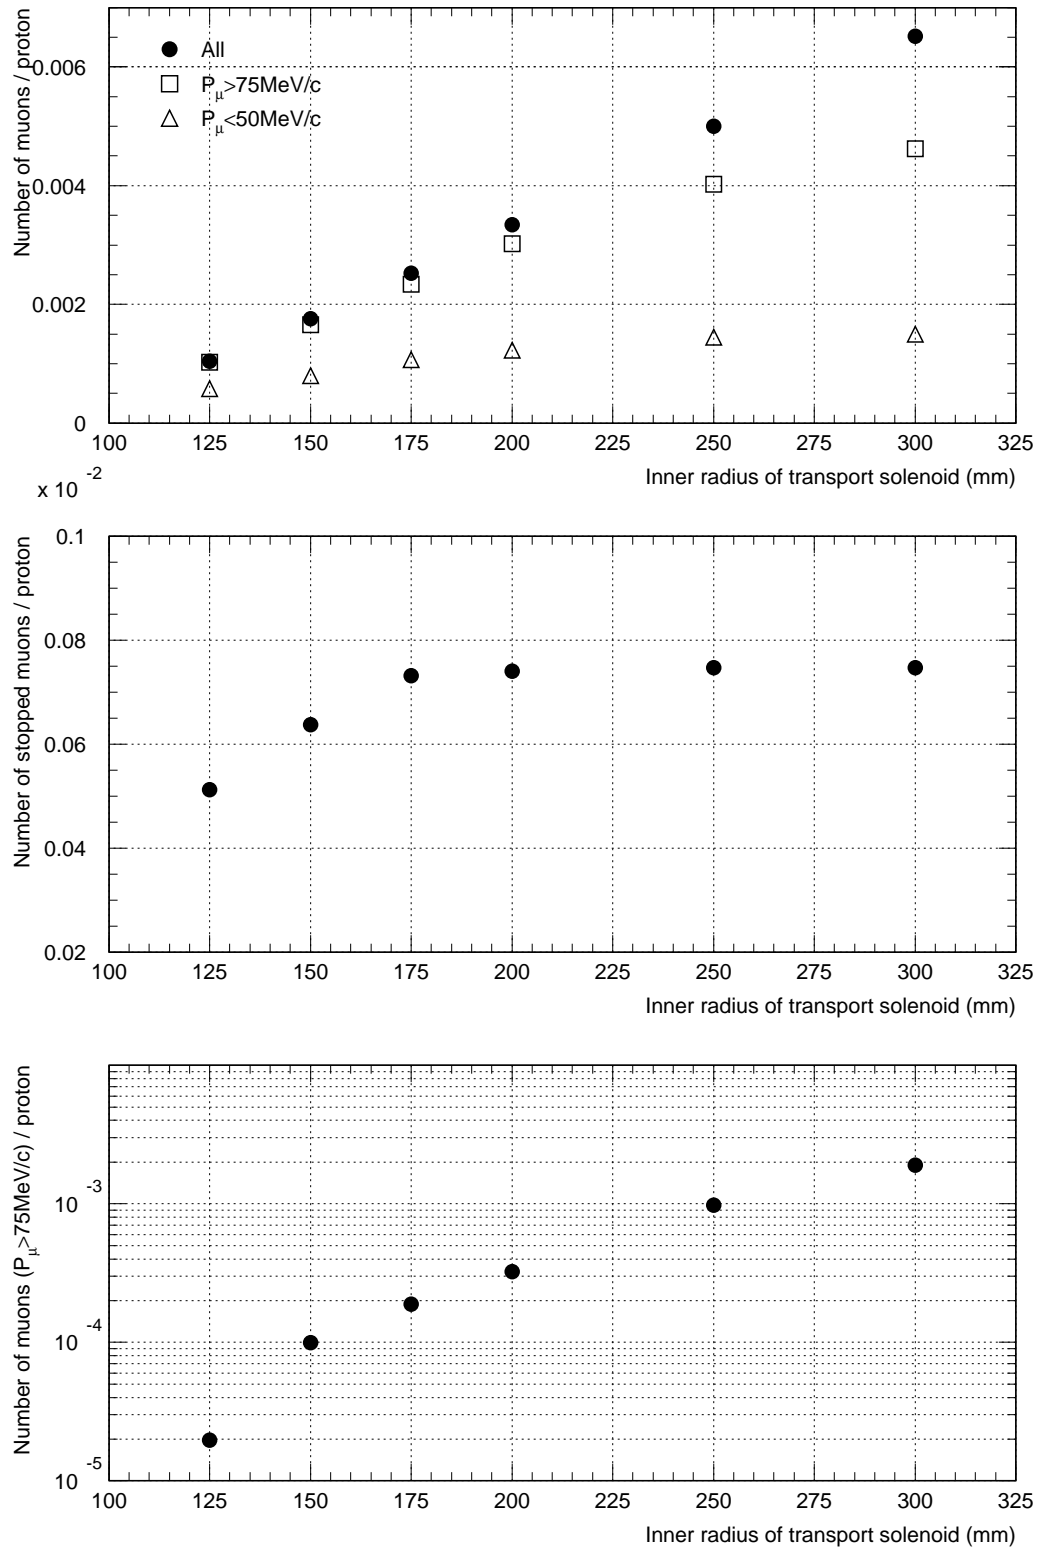 Number of muons / proton
All
P_μ>75MeV/c
P_μ<50MeV/c
0.006
0.004
0.002
0
100 125 150 175 200 225 250 275 300 325
Inner radius of transport solenoid (mm)
x 10 -2
Number of stopped muons / proton
0.1
0.08
0.06
0.04
0.02
100 125 150 175 200 225 250 275 300 325
Inner radius of transport solenoid (mm)
Number of muons (P_μ>75MeV/c) / proton
10 -3
10 -4
10 -5
100 125 150 175 200 225 250 275 300 325
Inner radius of transport solenoid (mm)